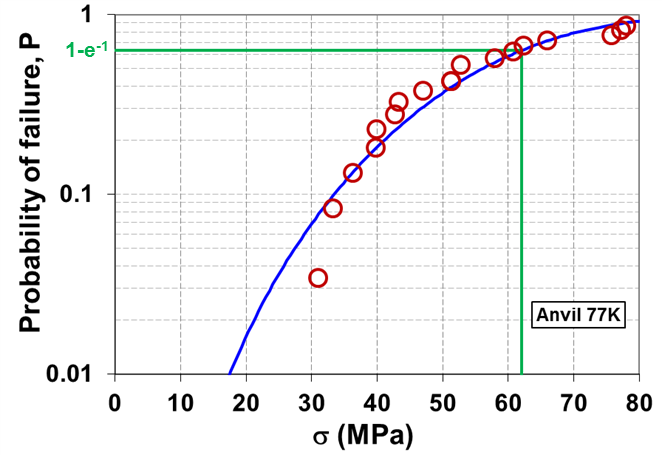 1
1-e⁻¹
Probability of failure, P
0.1
Anvil 77K
0.01
0 10 20 30 40 50 60 70 80
σ (MPa)